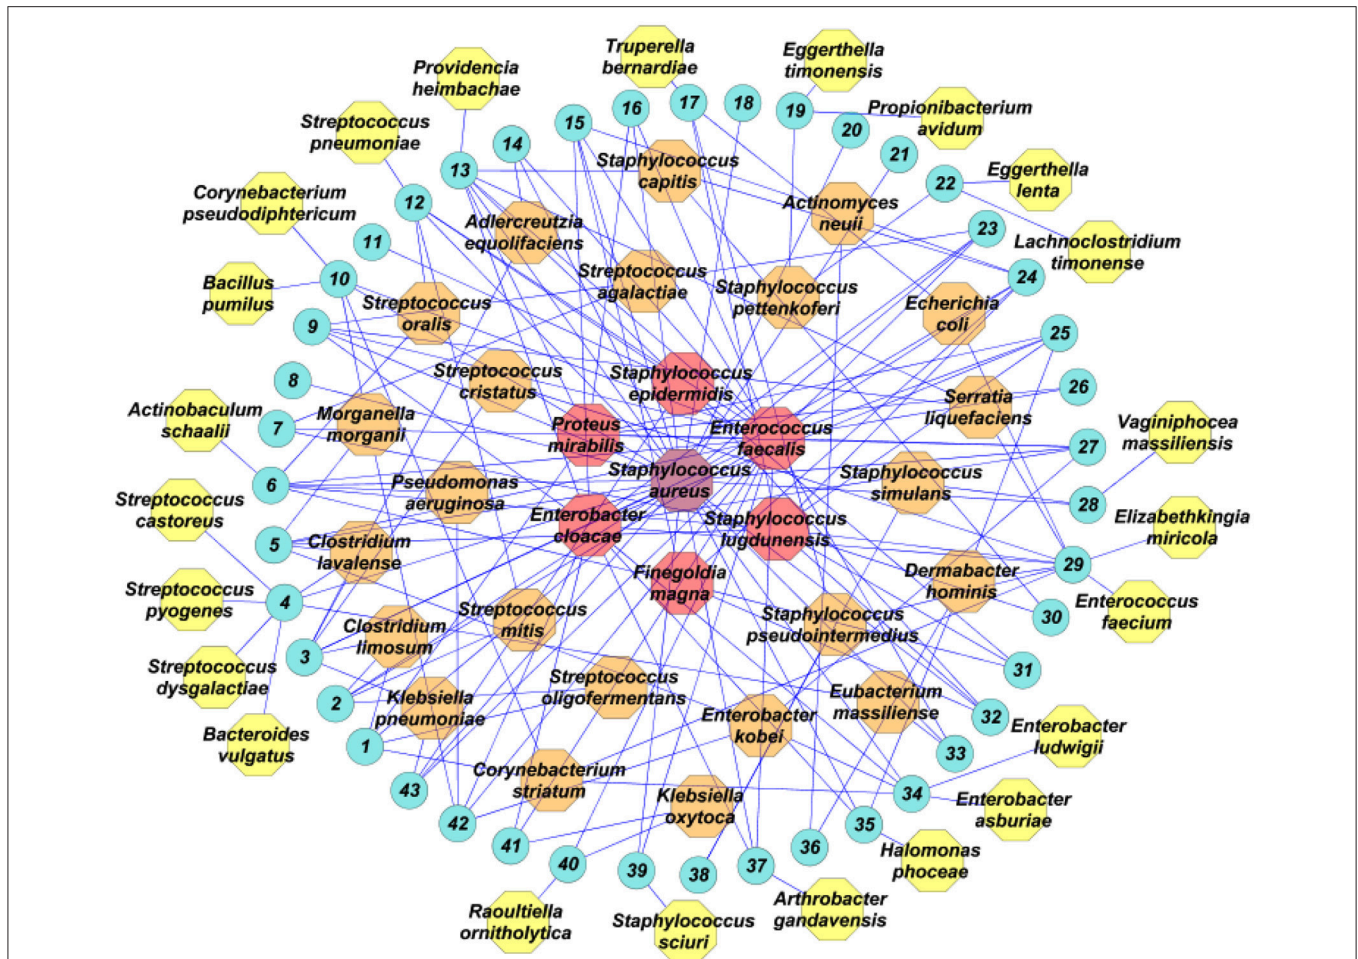 Truperella
bernardiae
Eggerthella
timonensis
Providencia
heimbachae
16
17
18
19
Propionibacterium
avidum
Streptococcus
pneumoniae
15
20
14
21
Staphylococcus
capitis
Eggerthella
lenta
13
22
Corynebacterium
pseudodiphtericum
12
Adlercreutzia
equolifaciens
Actinomyces
neuii
23
11
Lachnoclostridium
timonense
Bacillus
pumilus
10
Streptococcus
agalactiae
Staphylococcus
pettenkoferi
24
Streptococcus
oralis
Echerichia
coli
9
25
Streptococcus
cristatus
Staphylococcus
epidermidis
8
26
Actinobaculum
schaalii
Morganella
morganii
Serratia
liquefaciens
Vaginiphocea
massiliensis
7
Proteus
mirabilis
Enterococcus
faecalis
27
Staphylococcus
aureus
Staphylococcus
simulans
6
Pseudomonas
aeruginosa
28
Streptococcus
castoreus
Enterobacter
cloacae
Staphylococcus
lugdunensis
Elizabethkingia
miricola
5
Clostridium
lavalense
29
Finegoldia
magna
Dermabacter
hominis
Streptococcus
pyogenes
4
Enterococcus
faecium
Clostridium
limosum
Streptococcus
mitis
Staphylococcus
pseudointermedius
30
3
31
Streptococcus
dysgalactiae
Streptococcus
oligofermentans
2
Klebsiella
pneumoniae
Enterobacter
kobei
Eubacterium
massiliense
32
Bacteroides
vulgatus
1
33
Enterobacter
ludwigii
43
Corynebacterium
striatum
34
Klebsiella
oxytoca
Enterobacter
asburiae
42
35
41
36
Halomonas
phoceae
40
39
38
37
Raoultiella
ornitholytica
Staphylococcus
sciuri
Arthrobacter
gandavensis